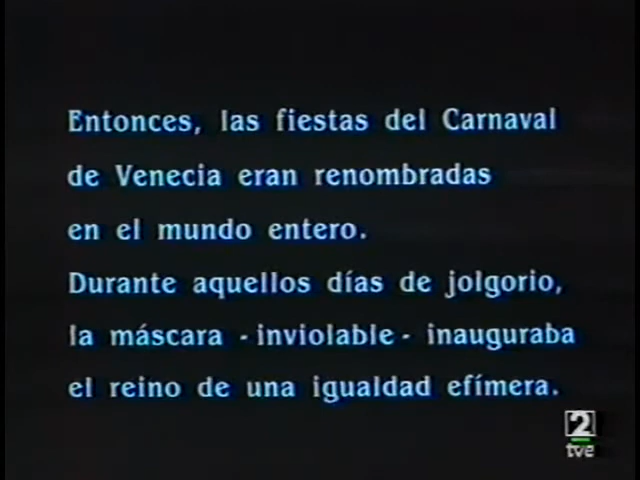 Entonces, las fiestas del Carnaval
de Venecia eran renombradas
en el mundo entero.
Durante aquellos días de jolgorio,
la máscara - inviolable - inauguraba
el reino de una igualdad efímera.
2
tve